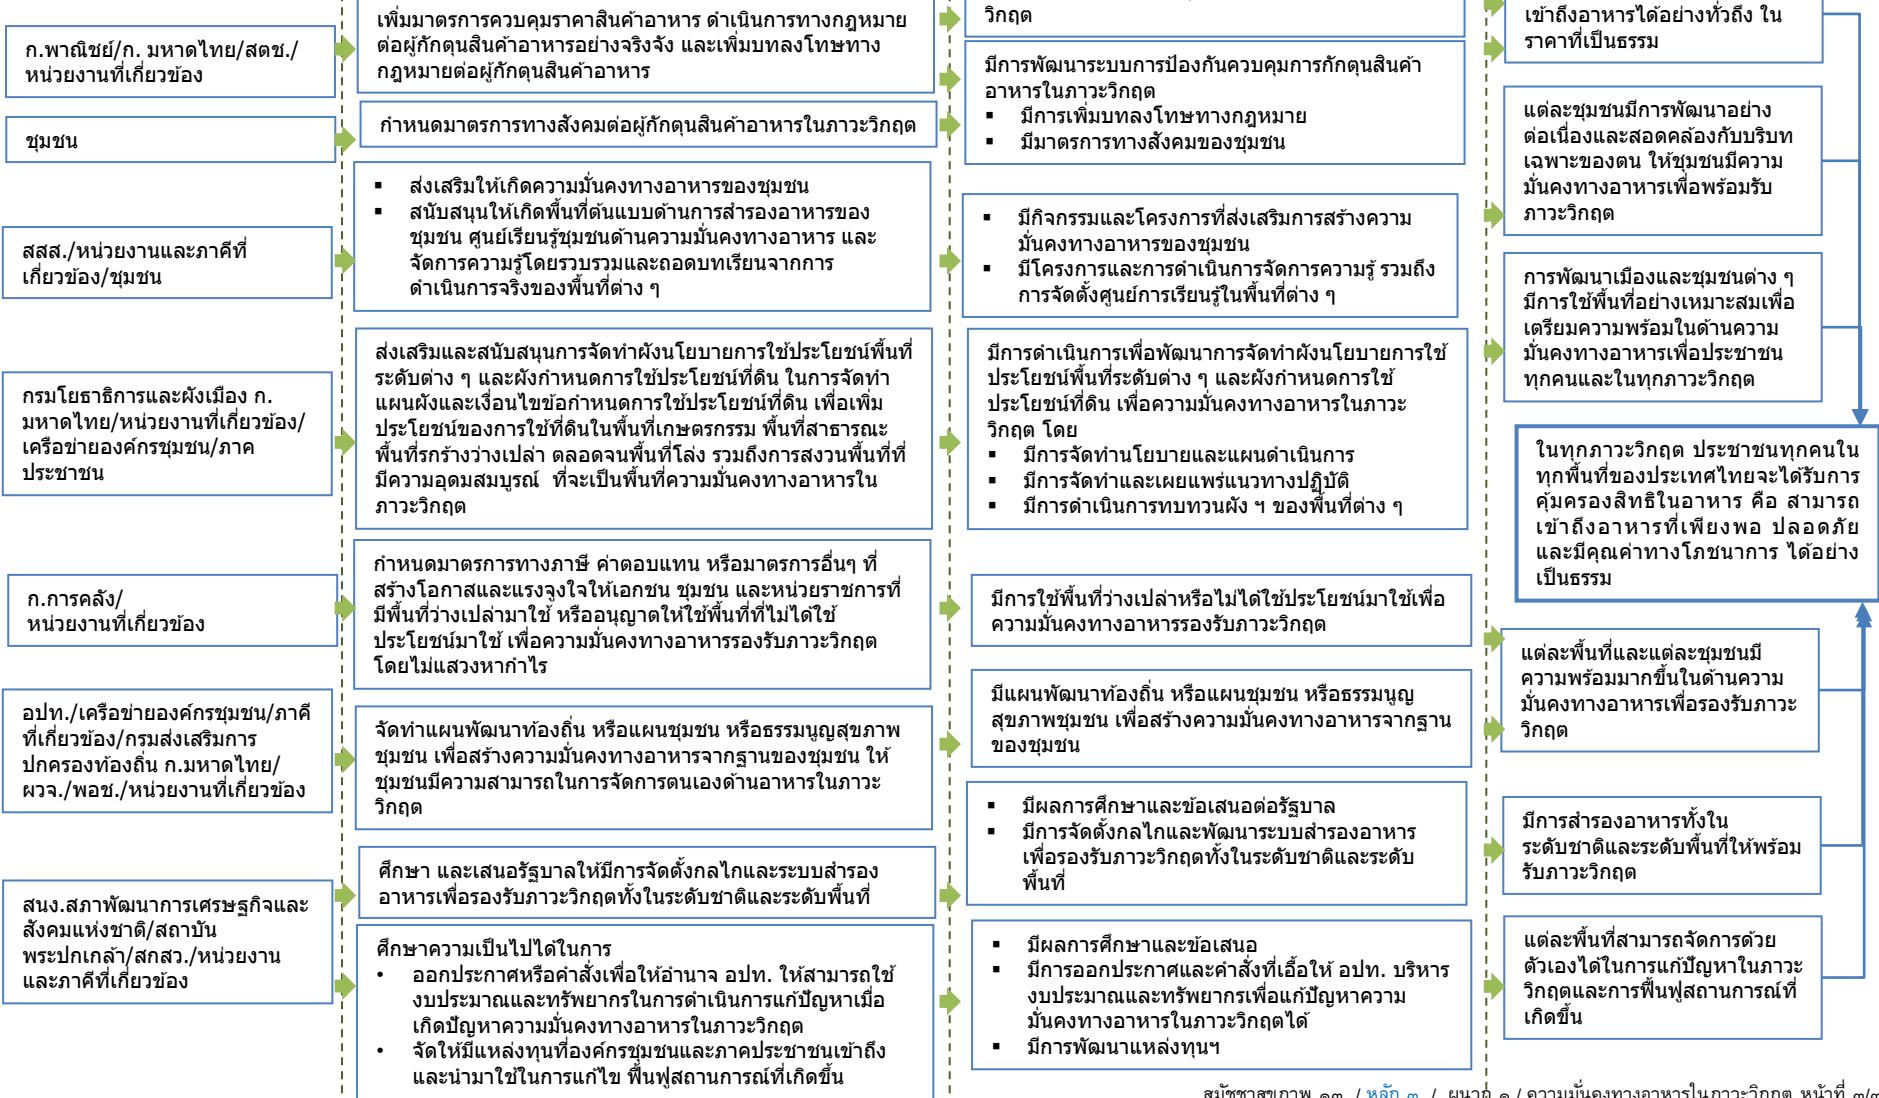 ก.พาณิชย์/ก. มหาดไทย/สตช./
หน่วยงานที่เกี่ยวข้อง
ชุมชน
สสส./หน่วยงานและภาคีที่
เกี่ยวข้อง/ชุมชน
กรมโยธาธิการและผังเมือง ก.
มหาดไทย/หน่วยงานที่เกี่ยวข้อง/
เครือข่ายองค์กรชุมชน/ภาค
ประชาชน
ก.การคลัง/
หน่วยงานที่เกี่ยวข้อง
อปท./เครือข่ายองค์กรชุมชน/ภาคี
ที่เกี่ยวข้อง/กรมส่งเสริมการ
ปกครองท้องถิ่น ก.มหาดไทย/
ผวจ./พอช./หน่วยงานที่เกี่ยวข้อง
สนง.สภาพัฒนาการเศรษฐกิจและ
สังคมแห่งชาติ/สถาบัน
พระปกเกล้า/สกสว./หน่วยงาน
และภาคีที่เกี่ยวข้อง
เพิ่มมาตรการควบคุมราคาสินค้าอาหาร ดำเนินการทางกฎหมาย
ต่อผู้กักตุนสินค้าอาหารอย่างจริงจัง และเพิ่มบทลงโทษทาง
กฎหมายต่อผู้กักตุนสินค้าอาหาร
กำหนดมาตรการทางสังคมต่อผู้กักตุนสินค้าอาหารในภาวะวิกฤต
▪ ส่งเสริมให้เกิดความมั่นคงทางอาหารของชุมชน
▪ สนับสนุนให้เกิดพื้นที่ต้นแบบด้านการสำรองอาหารของ
ชุมชน ศูนย์เรียนรู้ชุมชนด้านความมั่นคงทางอาหาร และ
จัดการความรู้โดยรวบรวมและถอดบทเรียนจากการ
ดำเนินการจริงของพื้นที่ต่าง ๆ
ส่งเสริมและสนับสนุนการจัดทำผังนโยบายการใช้ประโยชน์พื้นที่
ระดับต่าง ๆ และผังกำหนดการใช้ประโยชน์ที่ดิน ในการจัดทำ
แผนผังและเงื่อนไขข้อกำหนดการใช้ประโยชน์ที่ดิน เพื่อเพิ่ม
ประโยชน์ของการใช้ที่ดินในพื้นที่เกษตรกรรม พื้นที่สาธารณะ
พื้นที่รกร้างว่างเปล่า ตลอดจนพื้นที่โล่ง รวมถึงการสงวนพื้นที่ที่
มีความอุดมสมบูรณ์ ที่จะเป็นพื้นที่ความมั่นคงทางอาหารใน
ภาวะวิกฤต
กำหนดมาตรการทางภาษี ค่าตอบแทน หรือมาตรการอื่นๆ ที่
สร้างโอกาสและแรงจูงใจให้เอกชน ชุมชน และหน่วยราชการที่
มีพื้นที่ว่างเปล่ามาใช้ หรืออนุญาตให้ใช้พื้นที่ที่ไม่ได้ใช้
ประโยชน์มาใช้ เพื่อความมั่นคงทางอาหารรองรับภาวะวิกฤต
โดยไม่แสวงหากำไร
จัดทำแผนพัฒนาท้องถิ่น หรือแผนชุมชน หรือธรรมนูญสุขภาพ
ชุมชน เพื่อสร้างความมั่นคงทางอาหารจากฐานของชุมชน ให้
ชุมชนมีความสามารถในการจัดการตนเองด้านอาหารในภาวะ
วิกฤต
ศึกษา และเสนอรัฐบาลให้มีการจัดตั้งกลไกและระบบสำรอง
อาหารเพื่อรองรับภาวะวิกฤตทั้งในระดับชาติและระดับพื้นที่
ศึกษาความเป็นไปได้ในการ
• ออกประกาศหรือคำสั่งเพื่อให้อำนาจ อปท. ให้สามารถใช้
งบประมาณและทรัพยากรในการดำเนินการแก้ปัญหาเมื่อ
เกิดปัญหาความมั่นคงทางอาหารในภาวะวิกฤต
• จัดให้มีแหล่งทุนที่องค์กรชุมชนและภาคประชาชนเข้าถึง
และนำมาใช้ในการแก้ไข ฟื้นฟูสถานการณ์ที่เกิดขึ้น
วิกฤต
มีการพัฒนาระบบการป้องกันควบคุมการกักตุนสินค้า
อาหารในภาวะวิกฤต
▪ มีการเพิ่มบทลงโทษทางกฎหมาย
▪ มีมาตรการทางสังคมของชุมชน
▪ มีกิจกรรมและโครงการที่ส่งเสริมการสร้างความ
มั่นคงทางอาหารของชุมชน
▪ มีโครงการและการดำเนินการจัดการความรู้ รวมถึง
การจัดตั้งศูนย์การเรียนรู้ในพื้นที่ต่าง ๆ
มีการดำเนินการเพื่อพัฒนาการจัดทำผังนโยบายการใช้
ประโยชน์พื้นที่ระดับต่าง ๆ และผังกำหนดการใช้
ประโยชน์ที่ดิน เพื่อความมั่นคงทางอาหารในภาวะ
วิกฤต โดย
▪ มีการจัดทำนโยบายและแผนดำเนินการ
▪ มีการจัดทำและเผยแพร่แนวทางปฏิบัติ
▪ มีการดำเนินการทบทวนผัง ฯ ของพื้นที่ต่าง ๆ
มีการใช้พื้นที่ว่างเปล่าหรือไม่ได้ใช้ประโยชน์มาใช้เพื่อ
ความมั่นคงทางอาหารรองรับภาวะวิกฤต
มีแผนพัฒนาท้องถิ่น หรือแผนชุมชน หรือธรรมนูญ
สุขภาพชุมชน เพื่อสร้างความมั่นคงทางอาหารจากฐาน
ของชุมชน
▪ มีผลการศึกษาและข้อเสนอต่อรัฐบาล
▪ มีการจัดตั้งกลไกและพัฒนาระบบสำรองอาหาร
เพื่อรองรับภาวะวิกฤตทั้งในระดับชาติและระดับ
พื้นที่
▪ มีผลการศึกษาและข้อเสนอ
▪ มีการออกประกาศและคำสั่งที่เอื้อให้ อปท. บริหาร
งบประมาณและทรัพยากรเพื่อแก้ปัญหาความ
มั่นคงทางอาหารในภาวะวิกฤตได้
▪ มีการพัฒนาแหล่งทุนฯ
เข้าถึงอาหารได้อย่างทั่วถึง ใน
ราคาที่เป็นธรรม
แต่ละชุมชนมีการพัฒนาอย่าง
ต่อเนื่องและสอดคล้องกับบริบท
เฉพาะของตน ให้ชุมชนมีความ
มั่นคงทางอาหารเพื่อพร้อมรับ
ภาวะวิกฤต
การพัฒนาเมืองและชุมชนต่าง ๆ
มีการใช้พื้นที่อย่างเหมาะสมเพื่อ
เตรียมความพร้อมในด้านความ
มั่นคงทางอาหารเพื่อประชาชน
ทุกคนและในทุกภาวะวิกฤต
ในทุกภาวะวิกฤต ประชาชนทุกคนใน
ทุกพื้นที่ของประเทศไทยจะได้รับการ
คุ้มครองสิทธิในอาหาร คือ สามารถ
เข้าถึงอาหารที่เพียงพอ ปลอดภัย
และมีคุณค่าทางโภชนาการ ได้อย่าง
เป็นธรรม
แต่ละพื้นที่และแต่ละชุมชนมี
ความพร้อมมากขึ้นในด้านความ
มั่นคงทางอาหารเพื่อรองรับภาวะ
วิกฤต
มีการสำรองอาหารทั้งใน
ระดับชาติและระดับพื้นที่ให้พร้อม
รับภาวะวิกฤต
แต่ละพื้นที่สามารถจัดการด้วย
ตัวเองได้ในการแก้ปัญหาในภาวะ
วิกฤตและการฟื้นฟูสถานการณ์ที่
เกิดขึ้น
สมัชชาสุขภาพ ๑๓ / หลัก ๓ / ผนวก ๑ / ความมั่นคงทางอาหารในภาวะวิกฤต หน้าที่ ๓/๓